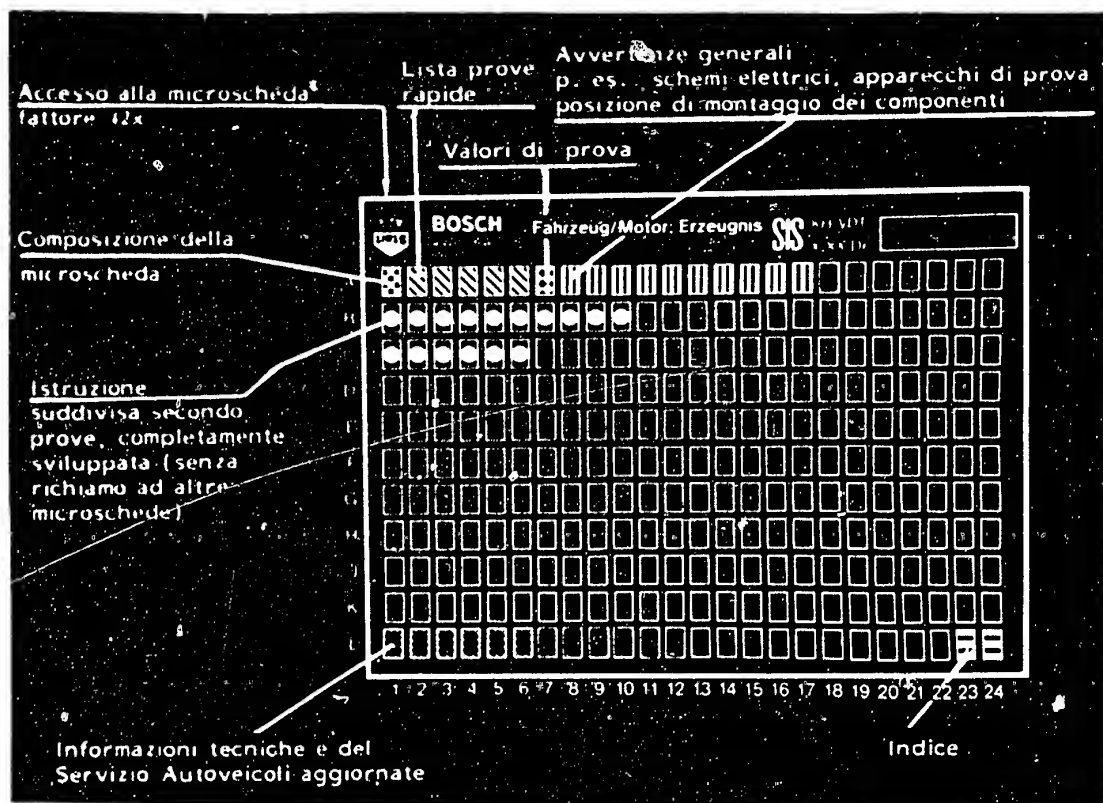 Lista prove
rapide
Avvertenze generali
p. es. schemi elettrici, apparecchi di prova
posizione di montaggio dei componenti
Accesso alla microscheda
fattore 42x
Valori di prova
BOSCH Fahrzeug/Motor: Erzeugnis SIS
Composizione della
microscheda
Istruzione
suddivisa secondo
prove, completamente
sviluppata (senza
richiamo ad altre
microschede)
B
E
F
G
H
J
K
L
1 2 3 4 5 6 7 8 9 10 11 12 13 14 15 16 17 18 19 20 21 22 23 24
Informazioni tecniche e del
Servizio Autoveicoli aggiornate
Indice